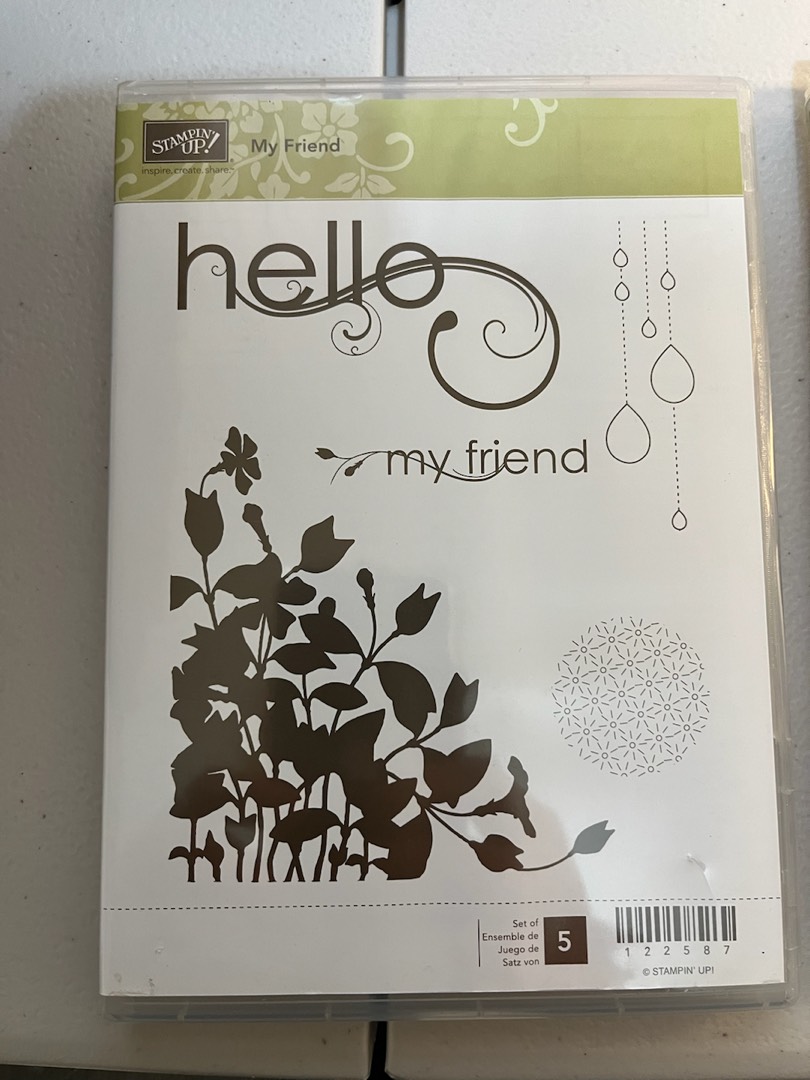 STAMPIN' UP!®
inspire.create.share.™
My Friend
hello
my friend
Set of
Ensemble de
Juego de
Satz von
5
1 2 2 5 8 7
© STAMPIN' UP!